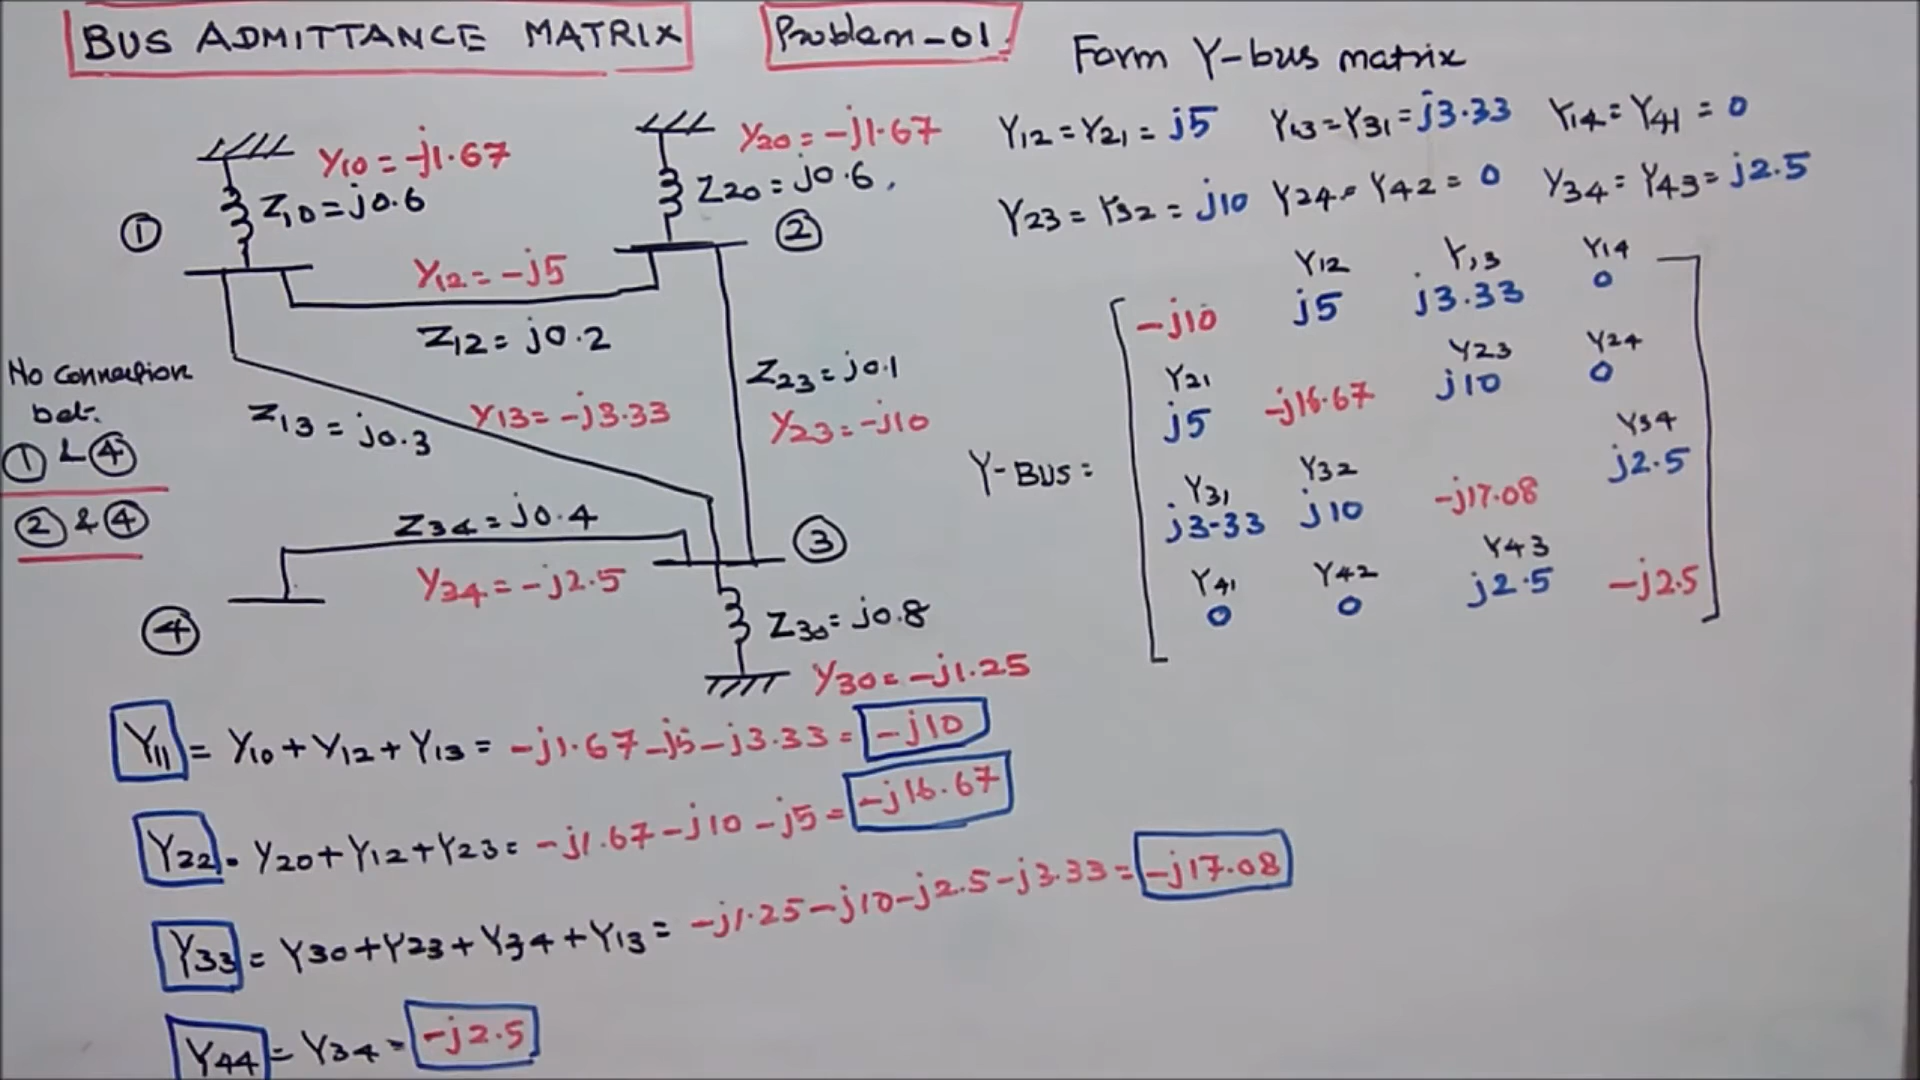 BUS ADMITTANCE MATRIX
Problem-01.
Form Y-bus matrix
Y10 = -j1.67
Z10 = j0.6
Y20 = -j1.67
Z20 = j0.6,
1
2
Y12 = -j5
Z12 = j0.2
No Connection
bet.
1 & 4
2 & 4
Z13 = j0.3
Y13 = -j3.33
Z23 = j0.1
Y23 = -j10
Z34 = j0.4
Y34 = -j2.5
3
4
Z30 = j0.8
Y30 = -j1.25
Y12 = Y21 = j5 Y13 = Y31 = j3.33 Y14 = Y41 = 0
Y23 = Y32 = j10 Y24 = Y42 = 0 Y34 = Y43 = j2.5
Y12 Y13 Y14
-j10 j5 j3.33 0
Y21 Y23 Y24
j5 -j16.67 j10 0
Y-BUS =
Y31 Y32 Y34
j3-33 j10 -j17.08 j2.5
Y41 Y42 Y43
0 0 j2.5 -j2.5
Y11 = Y10 + Y12 + Y13 = -j1.67 -j5 -j3.33 = -j10
Y22 = Y20 + Y12 + Y23 = -j1.67 -j10 -j5 = -j16.67
Y33 = Y30 + Y23 + Y34 + Y13 = -j1.25 -j10 -j2.5 -j3.33 = -j17.08
Y44 = Y34 = -j2.5